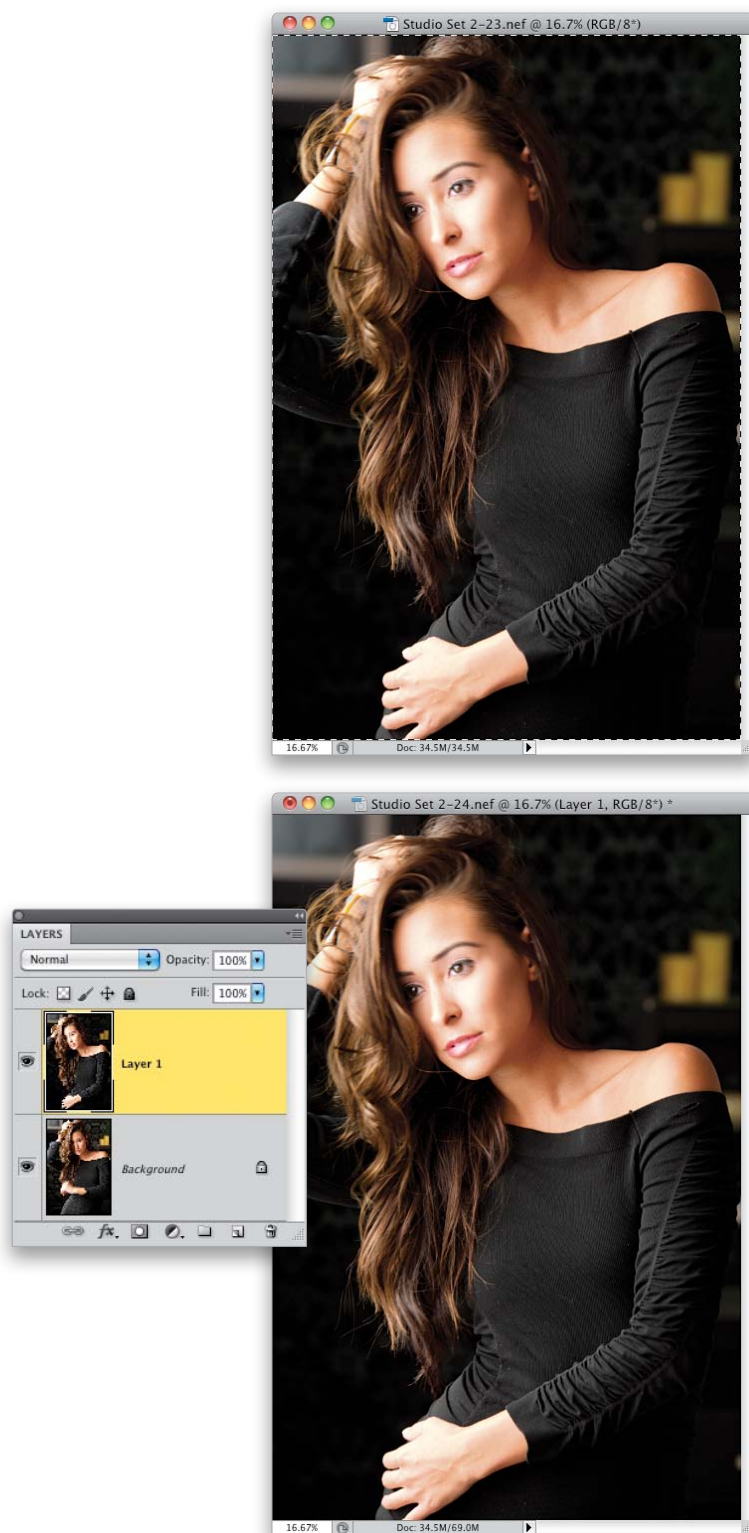 Studio Set 2-23.nef @ 16.7% (RGB/8*)
16.67%
Doc: 34.5M/34.5M
Studio Set 2-24.nef @ 16.7% (Layer 1, RGB/8*) *
LAYERS
Normal
Opacity: 100%
Lock:
Fill: 100%
Layer 1
Background
fx.
16.67%
Doc: 34.5M/69.0M